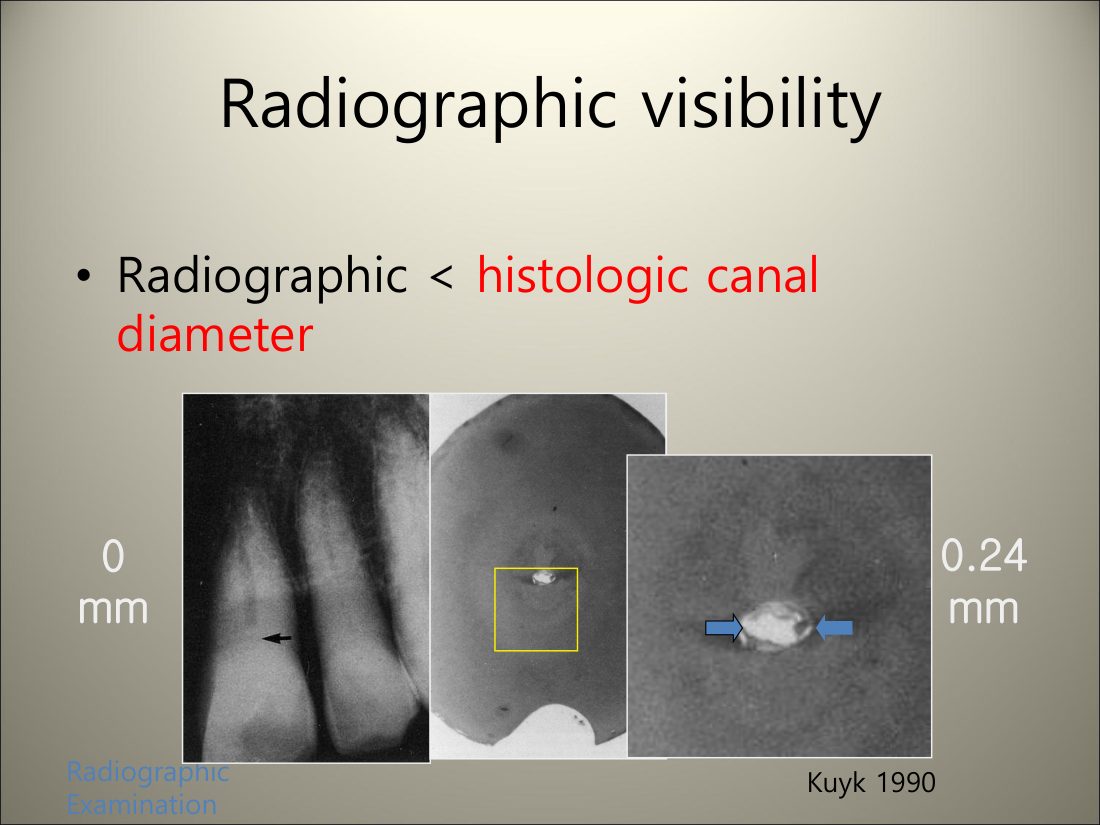 Radiographic visibility
• Radiographic < histologic canal
diameter
0
mm
0.24
mm
Radiographic
Examination
Kuyk 1990